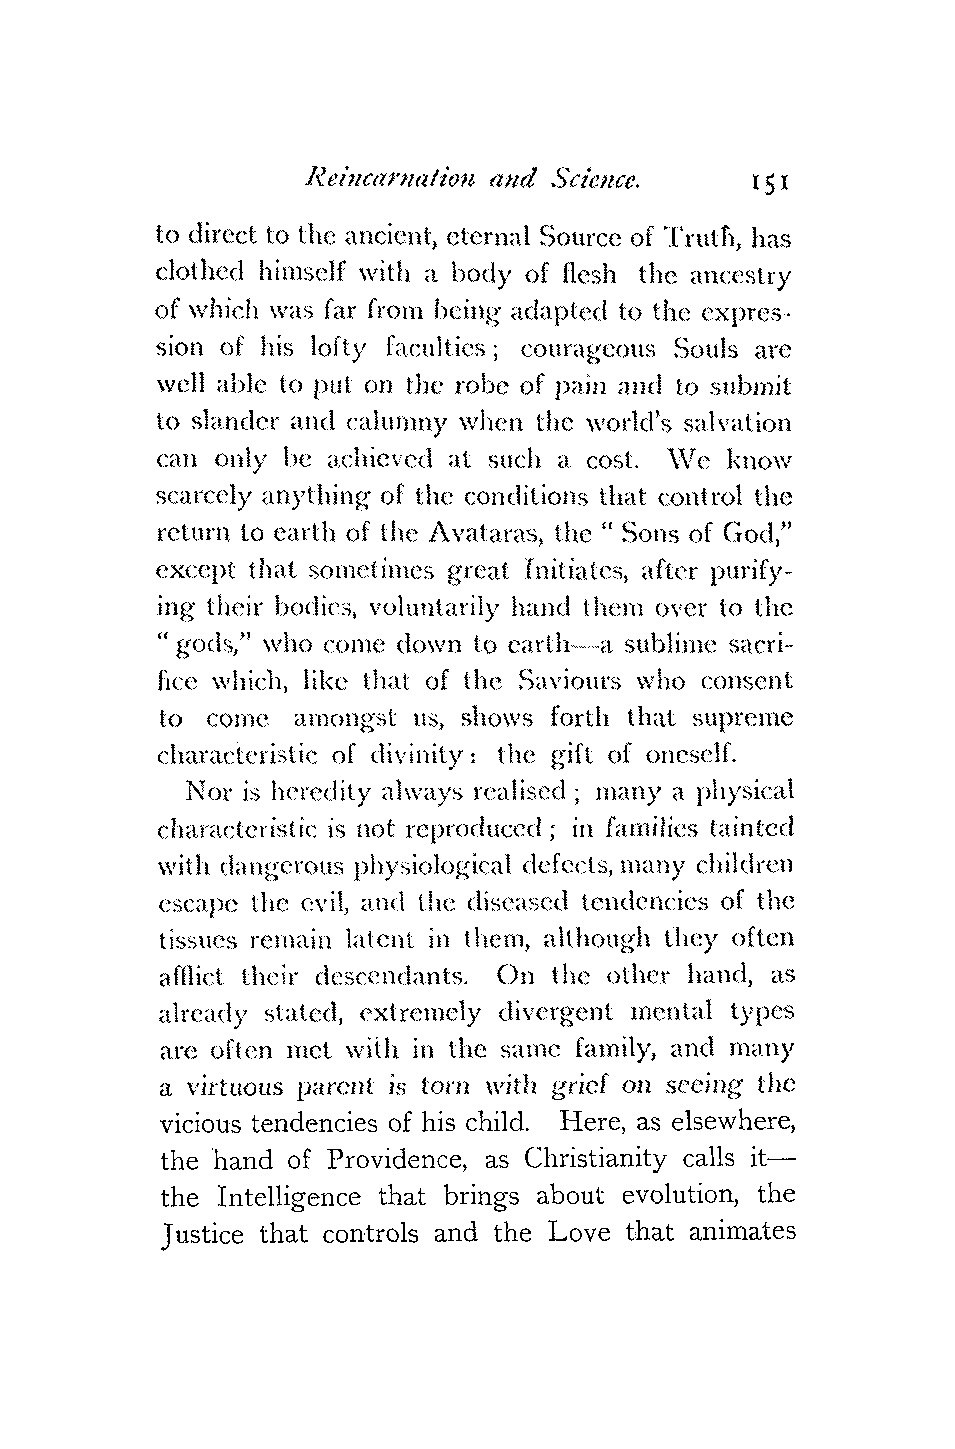 Reincarnation and Science. 151
to direct to the ancient, eternal Source of Truth, has
clothed himself with a body of flesh the ancestry
of which was far from being adapted to the expres-
sion of his lofty faculties; courageous Souls are
well able to put on the robe of pain and to submit
to slander and calumny when the world's salvation
can only be achieved at such a cost. We know
scarcely anything of the conditions that control the
return to earth of the Avataras, the " Sons of God,"
except that sometimes great Initiates, after purify-
ing their bodies, voluntarily hand them over to the
" gods," who come down to earth—a sublime sacri-
fice which, like that of the Saviours who consent
to come amongst us, shows forth that supreme
characteristic of divinity: the gift of oneself.
Nor is heredity always realised; many a physical
characteristic is not reproduced; in families tainted
with dangerous physiological defects, many children
escape the evil, and the diseased tendencies of the
tissues remain latent in them, although they often
afflict their descendants. On the other hand, as
already stated, extremely divergent mental types
are often met with in the same family, and many
a virtuous parent is torn with grief on seeing the
vicious tendencies of his child. Here, as elsewhere,
the hand of Providence, as Christianity calls it—
the Intelligence that brings about evolution, the
Justice that controls and the Love that animates